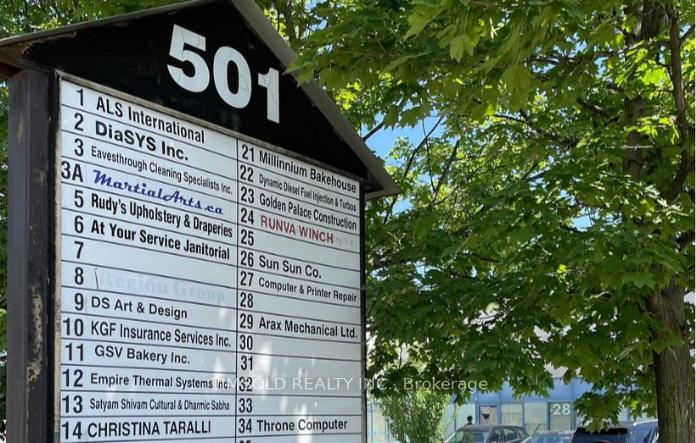 501
1 ALS International
2 DiaSYS Inc.
3 Eavesthrough Cleaning Specialists Inc.
3A MartialArts.ca
5 Rudy's Upholstery & Draperies
6 At Your Service Janitorial
7
8 Region Group
9 DS Art & Design
10 KGF Insurance Services Inc.
11 GSV Bakery Inc.
12 Empire Thermal Systems Inc.
13 Satyam Shivam Cultural & Dharmic Sabha
14 CHRISTINA TARALLI
21 Millinnium Bakehouse
22 Dynamic Diesel Fuel Injection & Turbos
23 Golden Palace Construction
24 RUNVA WINCH
25
26 Sun Sun Co.
27 Computer & Printer Repair
28
29 Arax Mechanical Ltd.
30
31
33
34 Throne Computer
35
REALTY INC., Brokerage
28